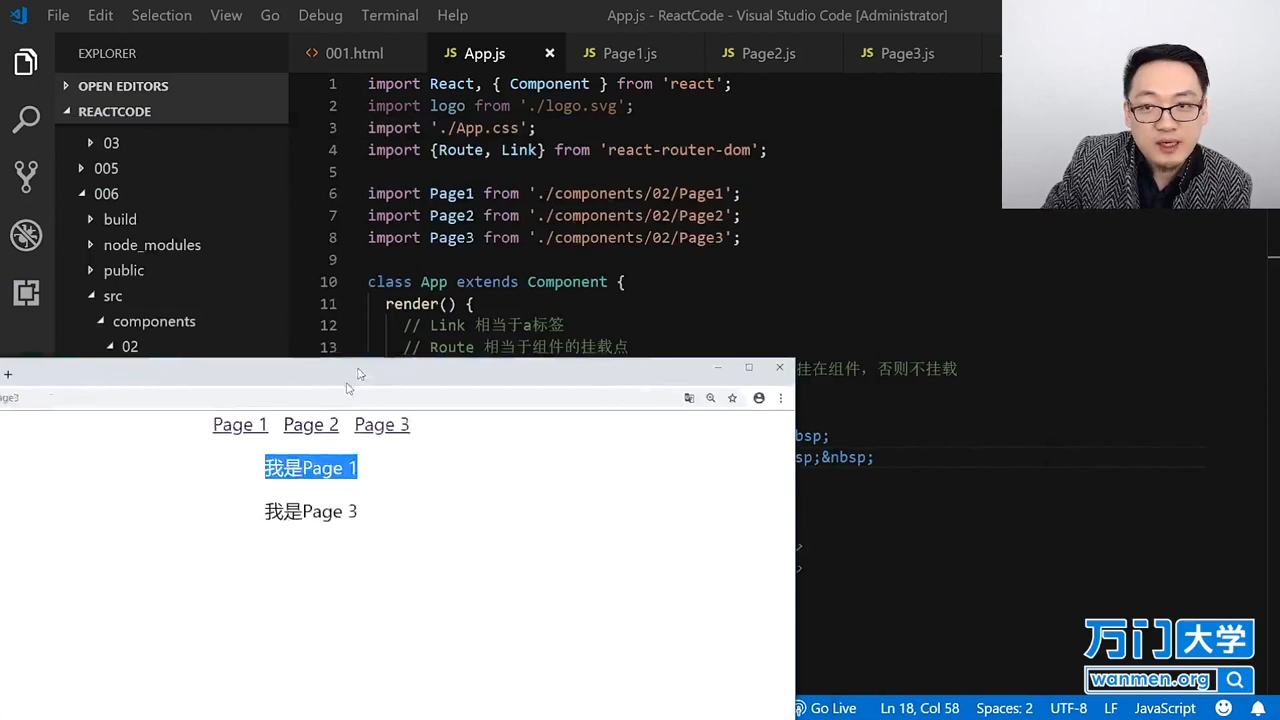 File Edit Selection View Go Debug Terminal Help
App.js - ReactCode - Visual Studio Code [Administrator]
EXPLORER
001.html
JS App.js
JS Page1.js
JS Page2.js
JS Page3.js
OPEN EDITORS
REACTCODE
03
005
006
build
node_modules
public
src
components
02
1 import React, { Component } from 'react';
2 import logo from './logo.svg';
3 import './App.css';
4 import {Route, Link} from 'react-router-dom';
5
6 import Page1 from './components/02/Page1';
7 import Page2 from './components/02/Page2';
8 import Page3 from './components/02/Page3';
9
10 class App extends Component {
11 render() {
12 // Link 相当于a标签
13 // Route 相当于组件的挂载点
挂在组件，否则不挂载
bsp;
sp;&nbsp;
>
>
age3
Page 1 Page 2 Page 3
我是Page 1
我是Page 3
万门大学
wanmen.org
Go Live Ln 18, Col 58 Spaces: 2 UTF-8 LF JavaScript